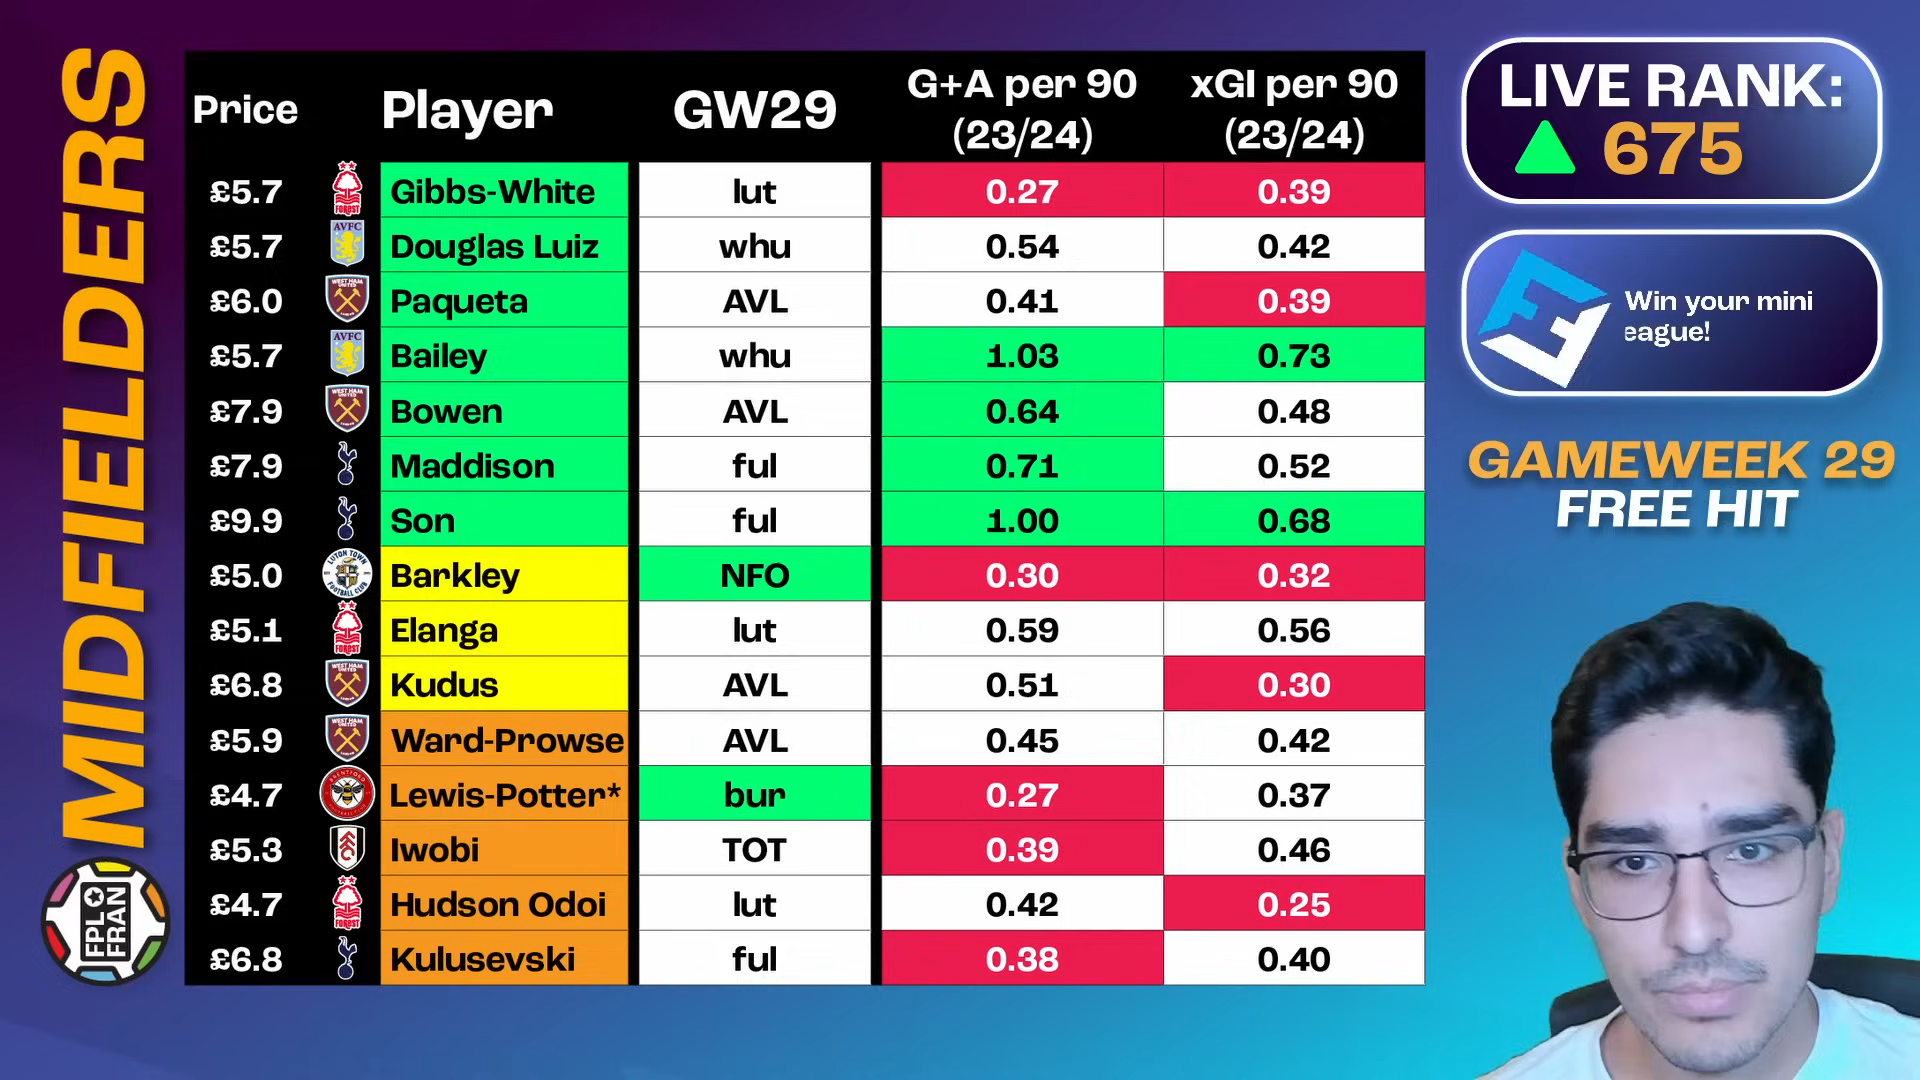 MIDFIELDERS
Price Player GW29 G+A per 90 (23/24) xGI per 90 (23/24)
£5.7 Gibbs-White lut 0.27 0.39
£5.7 Douglas Luiz whu 0.54 0.42
£6.0 Paqueta AVL 0.41 0.39
£5.7 Bailey whu 1.03 0.73
£7.9 Bowen AVL 0.64 0.48
£7.9 Maddison ful 0.71 0.52
£9.9 Son ful 1.00 0.68
£5.0 Barkley NFO 0.30 0.32
£5.1 Elanga lut 0.59 0.56
£6.8 Kudus AVL 0.51 0.30
£5.9 Ward-Prowse AVL 0.45 0.42
£4.7 Lewis-Potter* bur 0.27 0.37
£5.3 Iwobi TOT 0.39 0.46
£4.7 Hudson Odoi lut 0.42 0.25
£6.8 Kulusevski ful 0.38 0.40
FPL
FRAN
LIVE RANK:
675
Win your mini
eague!
GAMEWEEK 29
FREE HIT